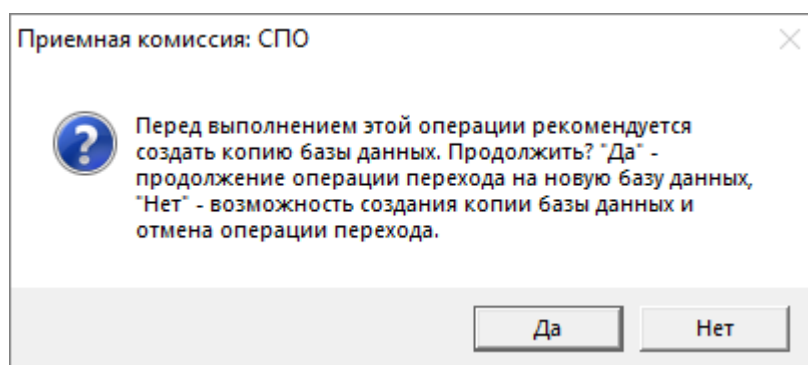 Приемная комиссия: СПО
Перед выполнением этой операции рекомендуется
создать копию базы данных. Продолжить? "Да" -
продолжение операции перехода на новую базу данных,
"Нет" - возможность создания копии базы данных и
отмена операции перехода.
Да Нет